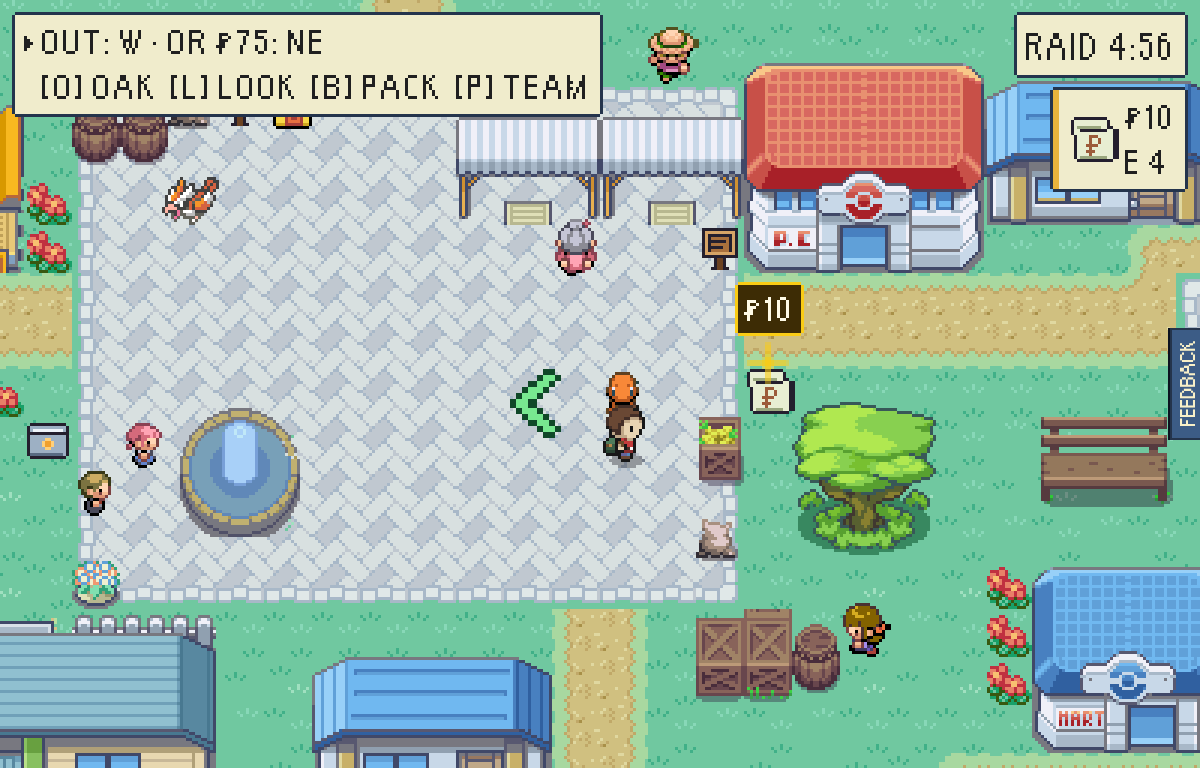 ▸OUT: W · OR ₽75: NE
[O] OAK [L] LOOK [B] PACK [P] TEAM
RAID 4:56
₽10
₽
E 4
P.C
₽10
₽
FEEDBACK
MART